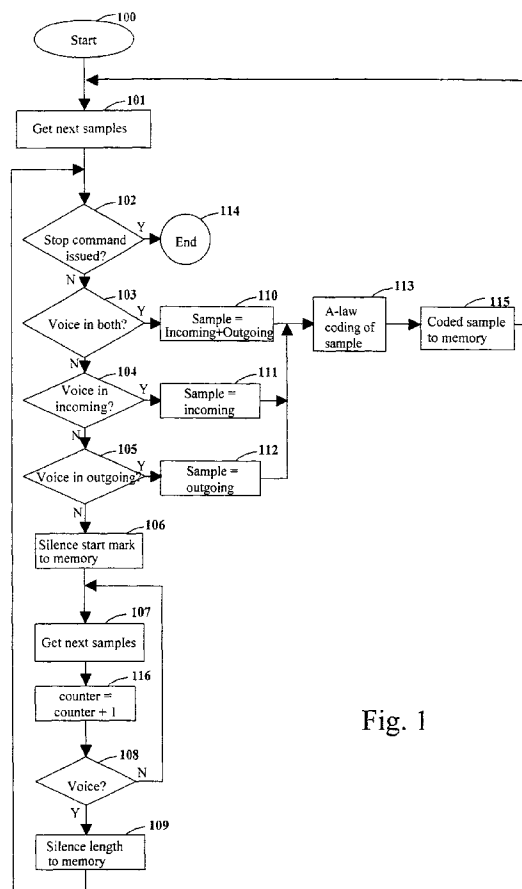 100
Start
101
Get next samples
102
Stop command
issued?
Y
114
End
N
103
Voice in both?
Y
110
Sample =
Incoming+Outgoing
113
A-law
coding of
sample
115
Coded sample
to memory
N
104
Voice in
incoming?
Y
111
Sample =
incoming
N
105
Voice in outgoing?
Y
112
Sample =
outgoing
N
106
Silence start mark
to memory
107
Get next samples
116
counter =
counter + 1
108
Voice?
N
Y
109
Silence length
to memory
Fig. 1